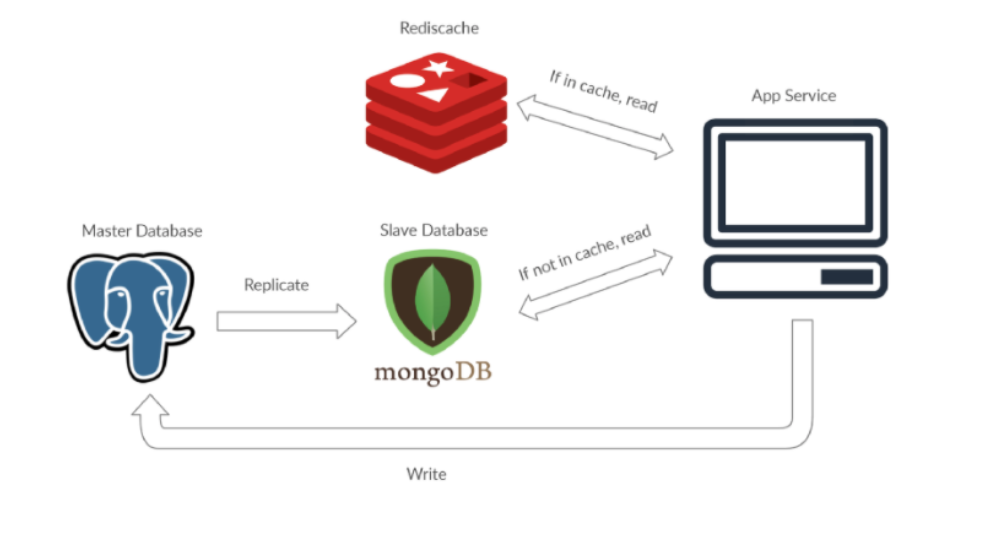 Rediscache
If in cache, read
App Service
Master Database
Slave Database
If not in cache, read
Replicate
mongoDB
Write